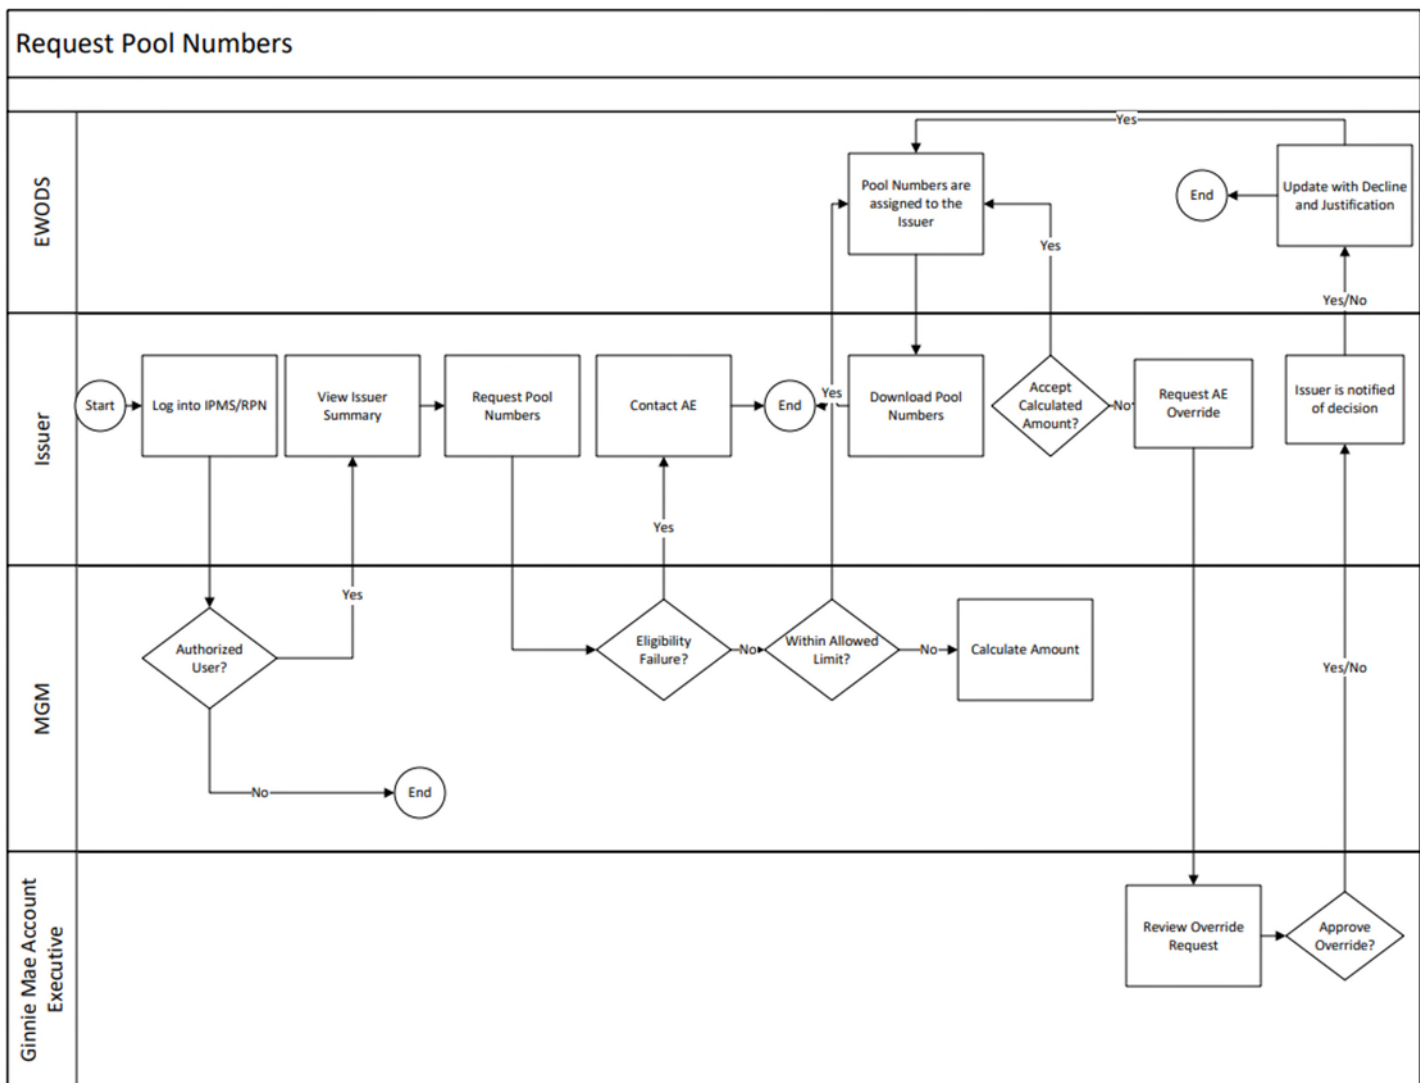 Request Pool Numbers
EWODS
Yes
Pool Numbers are
assigned to the
Issuer
End
Update with Decline
and Justification
Yes
Yes/No
Issuer
Start
Log into IPMS/RPN
View Issuer
Summary
Request Pool
Numbers
Contact AE
End
Yes
Download Pool
Numbers
Accept
Calculated
Amount?
No
Request AE
Override
Issuer is notified
of decision
Yes
MGM
Authorized
User?
Yes
Eligibility
Failure?
No
Within Allowed
Limit?
No
Calculate Amount
Yes/No
No
End
Ginnie Mae Account
Executive
Review Override
Request
Approve
Override?